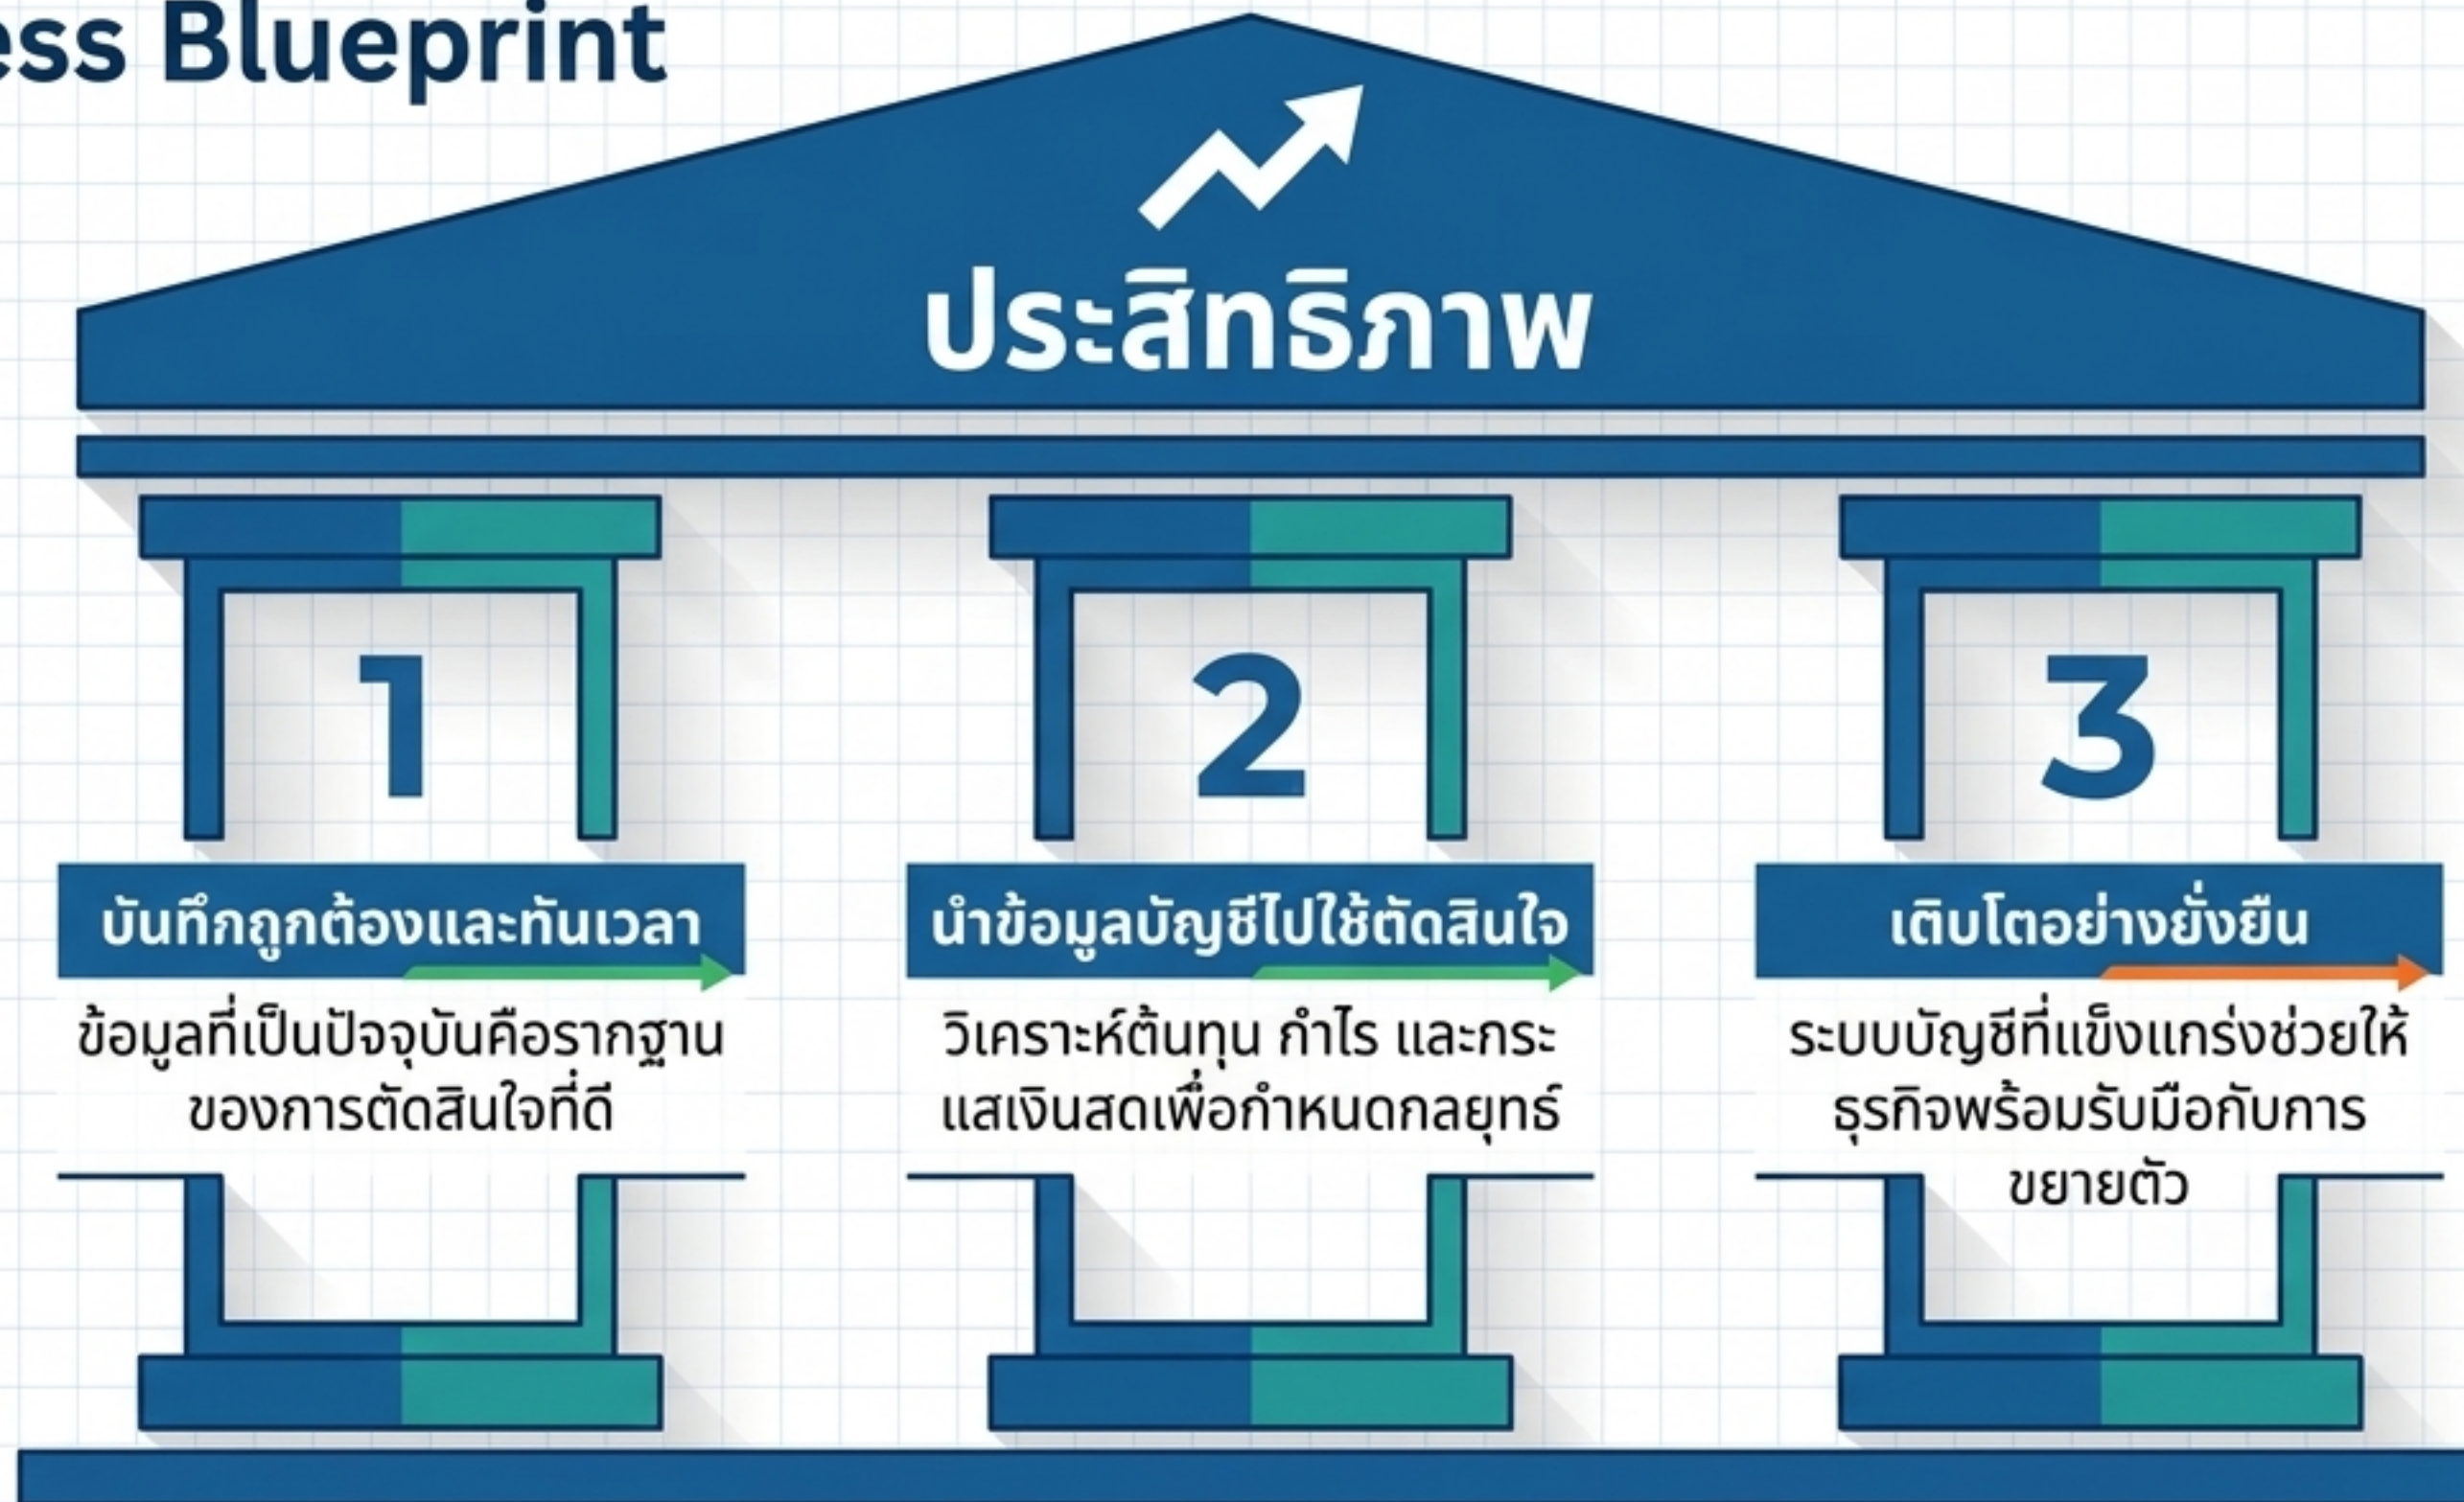 ess Blueprint
ประสิทธิภาพ
1
บันทึกถูกต้องและทันเวลา
ข้อมูลที่เป็นปัจจุบันคือรากฐาน
ของการตัดสินใจที่ดี
2
นำข้อมูลบัญชีไปใช้ตัดสินใจ
วิเคราะห์ต้นทุน กำไร และกระ
แสเงินสดเพื่อกำหนดกลยุทธ์
3
เติบโตอย่างยั่งยืน
ระบบบัญชีที่แข็งแกร่งช่วยให้
ธุรกิจพร้อมรับมือกับการ
ขยายตัว